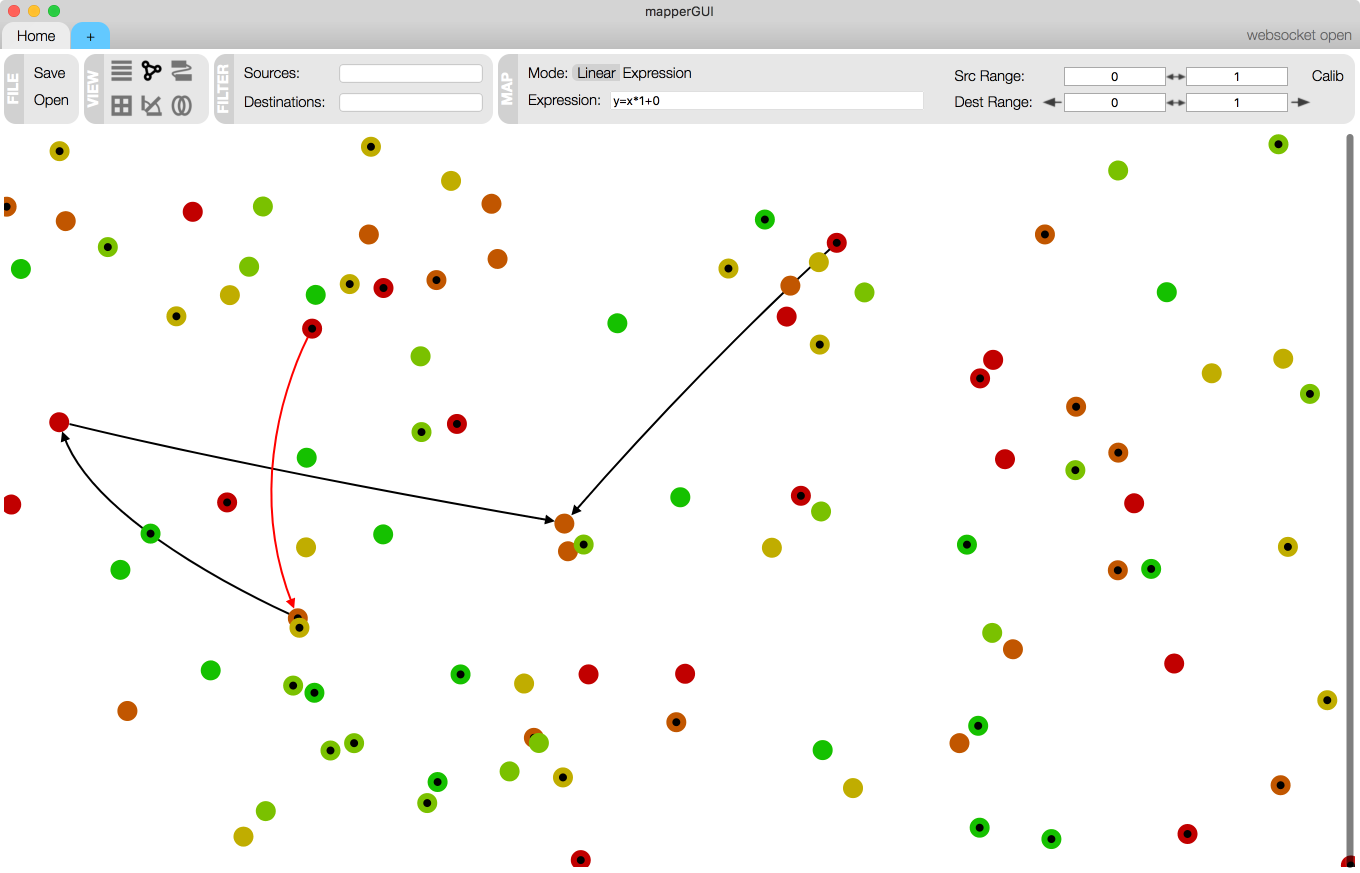 mapperGUI
Home + websocket open
FILE Save Open
VIEW
FILTER Sources: Destinations:
MAP Mode: Linear Expression
Expression: y=x*1+0
Src Range: 0 1 Calib
Dest Range: 0 1